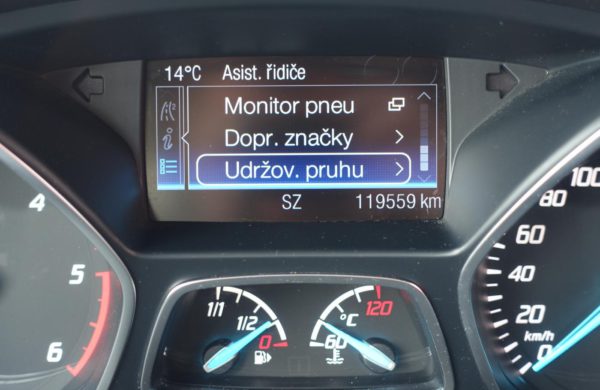 14°C Asist. řidiče
Monitor pneu
Dopr. značky
Udržov. pruhu
SZ 119559 km
4
5
6
1/1
1/2
0
60
°C
120
100
80
60
40
20
0
km/h